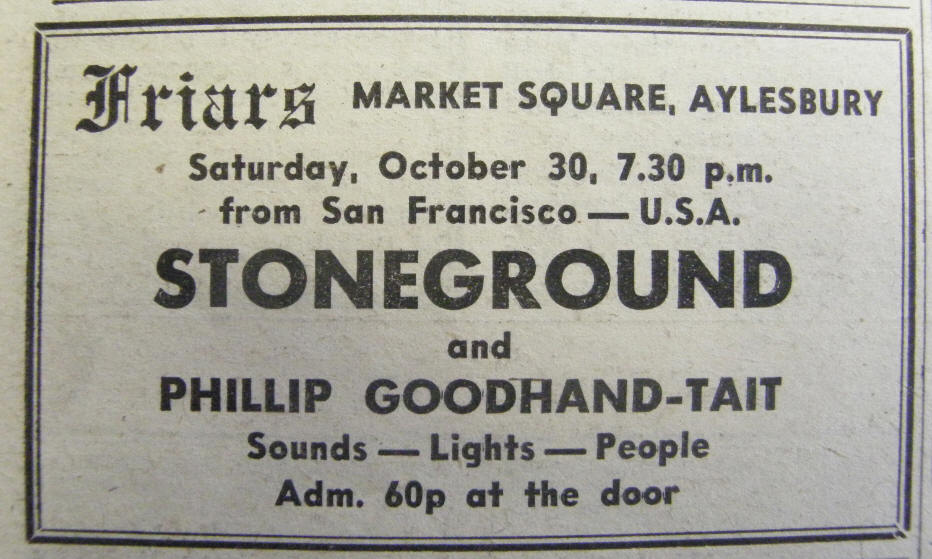 Friars MARKET SQUARE, AYLESBURY
Saturday, October 30, 7.30 p.m.
from San Francisco — U.S.A.
STONEGROUND
and
PHILLIP GOODHAND-TAIT
Sounds — Lights — People
Adm. 60p at the door